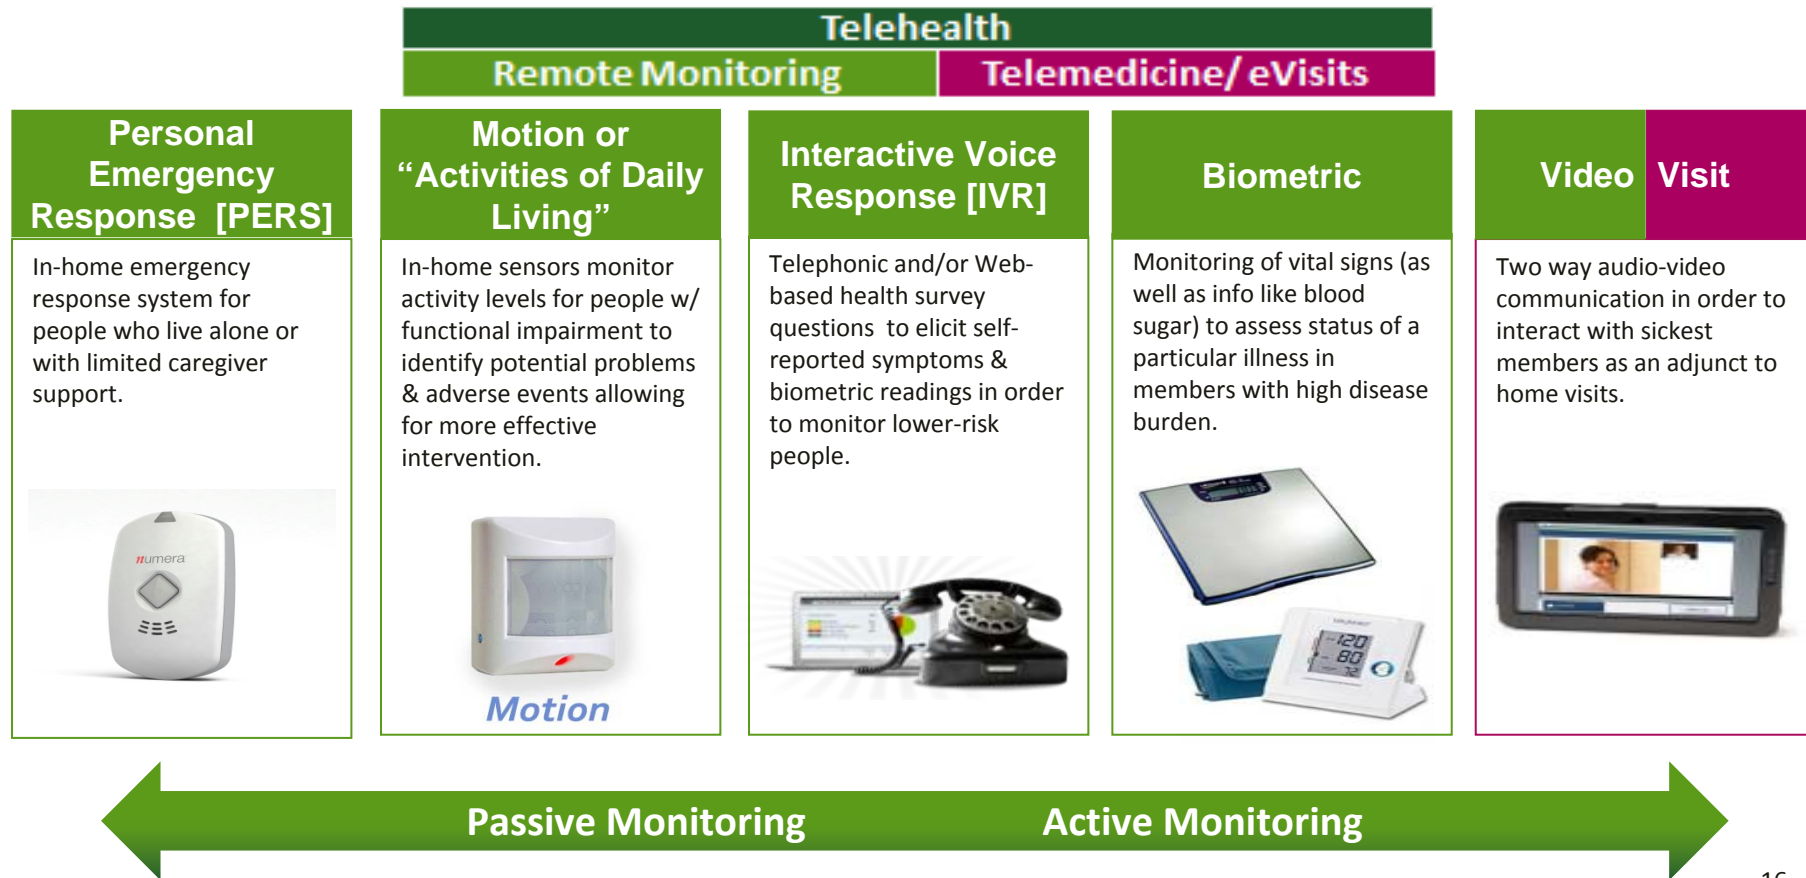 Telehealth
Remote Monitoring
Telemedicine/ eVisits
Personal
Emergency
Response [PERS]
In-home emergency
response system for
people who live alone or
with limited caregiver
support.
numera
Motion or
“Activities of Daily
Living”
In-home sensors monitor
activity levels for people w/
functional impairment to
identify potential problems
& adverse events allowing
for more effective
intervention.
Motion
Interactive Voice
Response [IVR]
Telephonic and/or Web-
based health survey
questions to elicit self-
reported symptoms &
biometric readings in order
to monitor lower-risk
people.
Biometric
Monitoring of vital signs (as
well as info like blood
sugar) to assess status of a
particular illness in
members with high disease
burden.
120
80
72
Video Visit
Two way audio-video
communication in order to
interact with sickest
members as an adjunct to
home visits.
Passive Monitoring
Active Monitoring
16